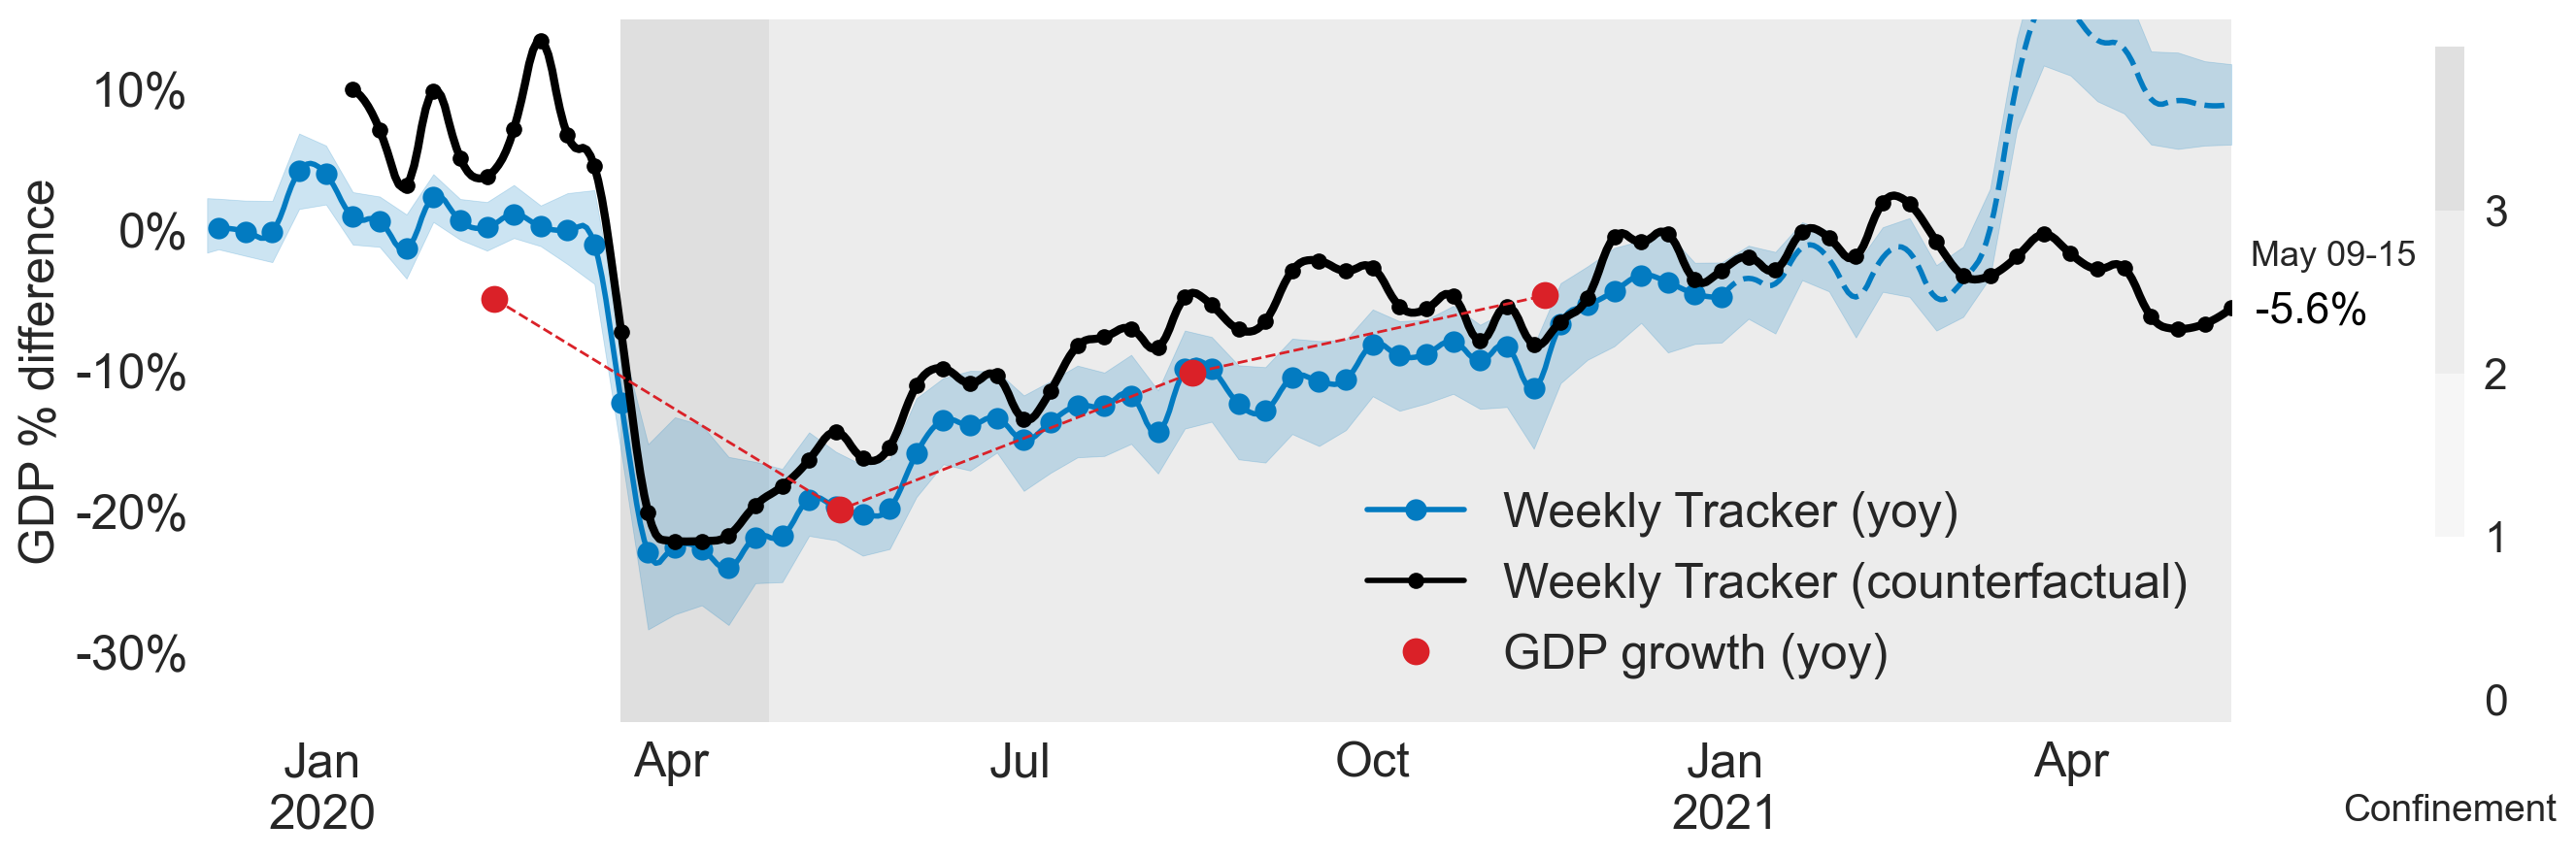 GDP % difference
10%
0%
-10%
-20%
-30%
Weekly Tracker (yoy)
Weekly Tracker (counterfactual)
GDP growth (yoy)
May 09-15
-5.6%
3
2
1
0
Confinement
Jan
2020
Apr
Jul
Oct
Jan
2021
Apr